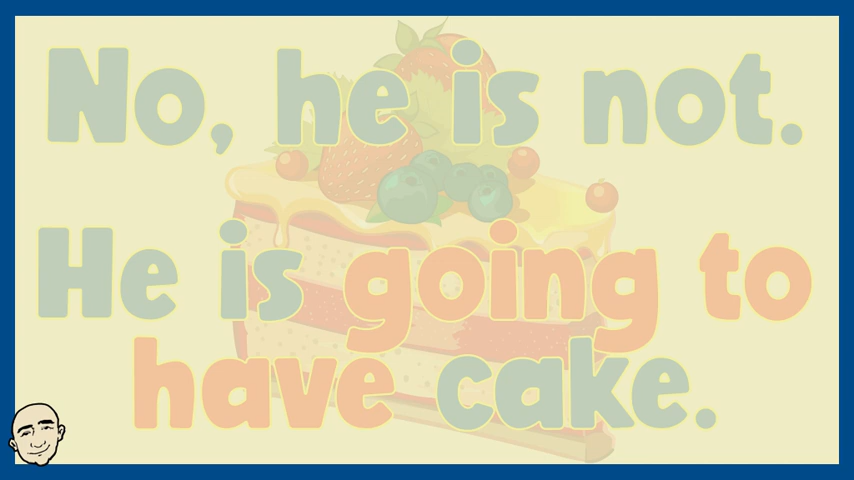 No, he is not.
He is going to
have cake.